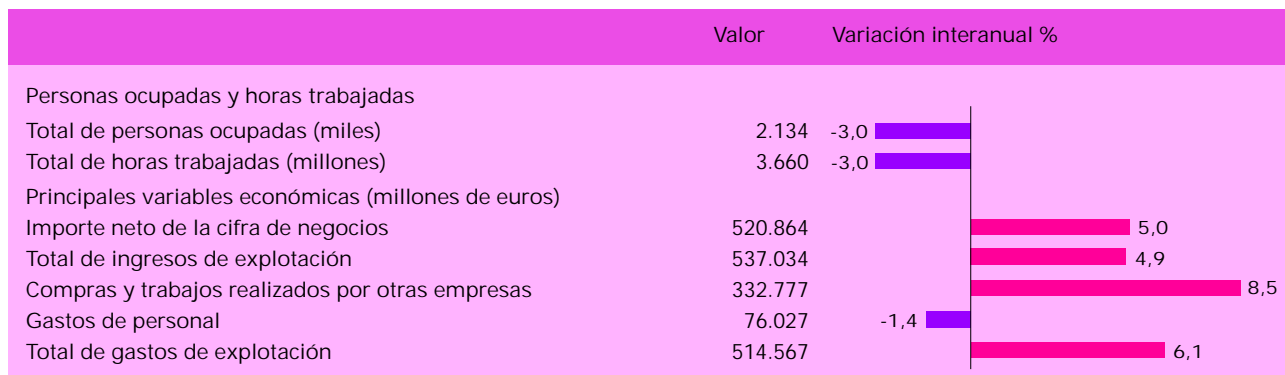 Valor Variación interanual %
Personas ocupadas y horas trabajadas
Total de personas ocupadas (miles) 2.134 -3,0
Total de horas trabajadas (millones) 3.660 -3,0
Principales variables económicas (millones de euros)
Importe neto de la cifra de negocios 520.864 5,0
Total de ingresos de explotación 537.034 4,9
Compras y trabajos realizados por otras empresas 332.777 8,5
Gastos de personal 76.027 -1,4
Total de gastos de explotación 514.567 6,1